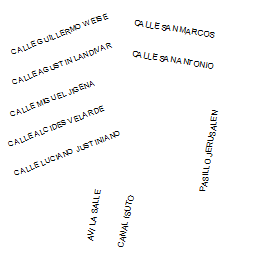 CALLE GUILLERMO WEISE
CALLE SAN MARCOS
CALLE AGUSTIN LANDIVAR
CALLE SAN ANTONIO
CALLE MIGUEL JIGENA
CALLE ALCIDES VELARDE
CALLE LUCIANO JUSTINIANO
PASILLO JERUSALEN
AV/ LA SALLE
CANAL ISUTO